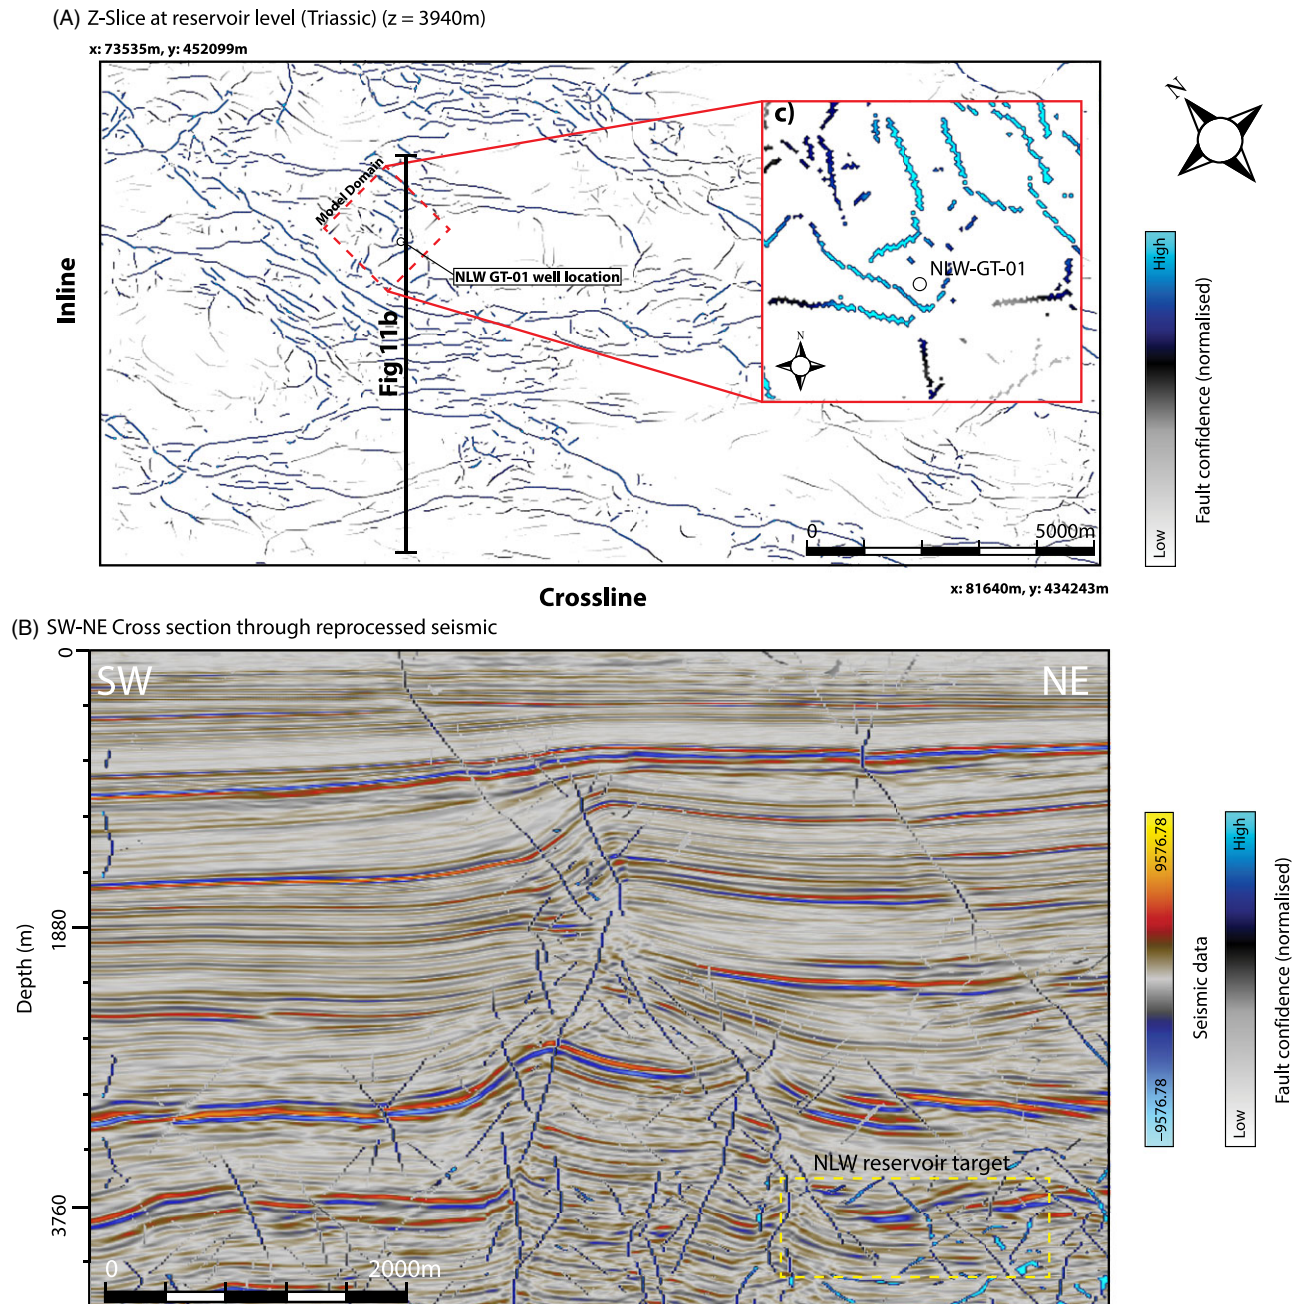 (A) Z-Slice at reservoir level (Triassic) (z = 3940m)
x: 73535m, y: 452099m
N
c)
Model Domain
NLW GT-01 well location
NLW-GT-01
N
Inline
Fig 11b
High
Low
Fault confidence (normalised)
0
5000m
Crossline
x: 81640m, y: 434243m
(B) SW-NE Cross section through reprocessed seismic
0
SW
NE
1880
Depth (m)
3760
NLW reservoir target
0
2000m
9576.78
−9576.78
Seismic data
High
Low
Fault confidence (normalised)